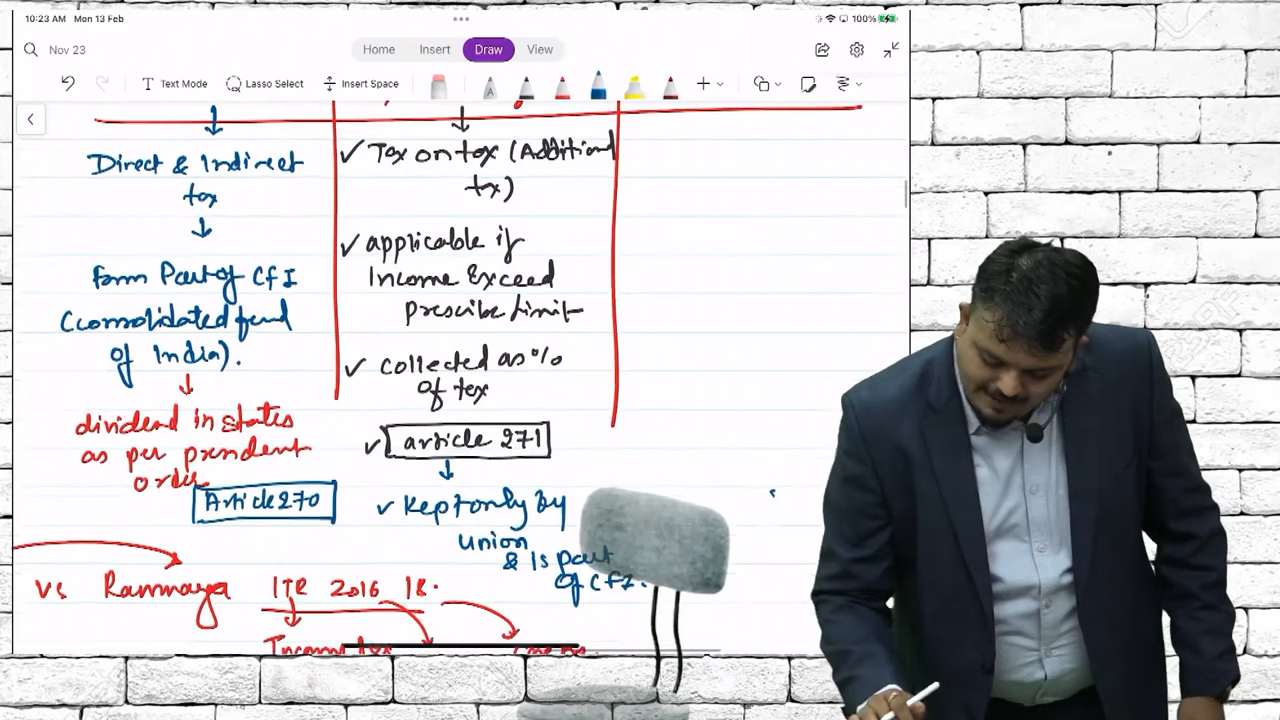 10:23 AM Mon 13 Feb
100%
Nov 23
Home Insert Draw View
Text Mode Lasso Select Insert Space
Direct & Indirect
tax
↓
form Part of CFI
(consolidated fund
of India).
↓
dividend in states
as per prendent
order
Article 270
✓ Tax on tax (Additional
tax)
✓ applicable if
Income Exceed
prescibe limit
✓ collected as %
of tax
✓ article 271
↓
✓ Kept only by
union
& is part
of CFI.
vs Rammaya ITR 2016 18.